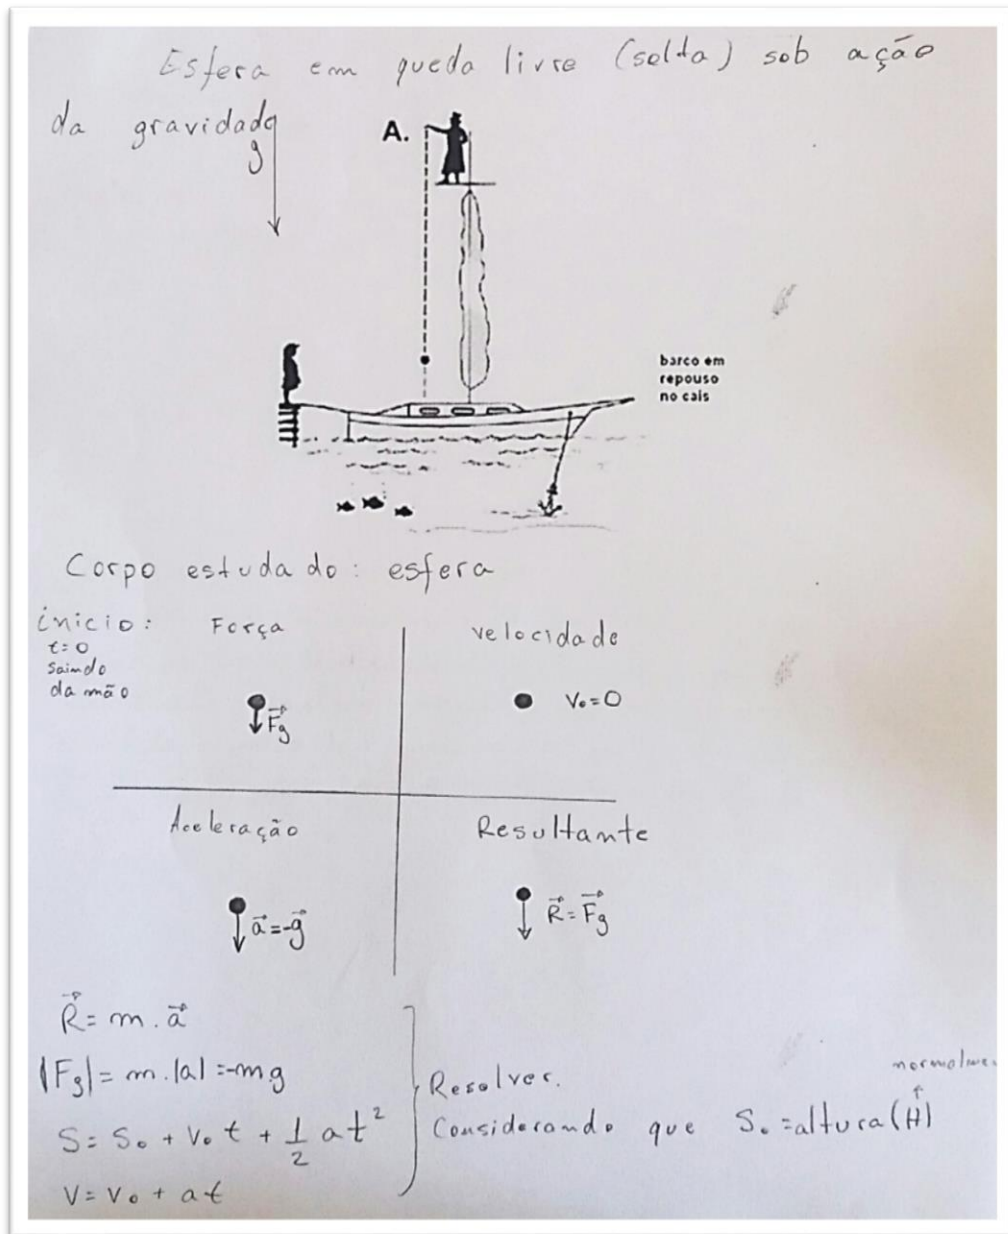 Esfera em queda livre (solta) sob ação
da gravidade
g
A.
barco em
repouso
no cais
Corpo estudado: esfera
início:
t=0
Saindo
da mão
Força
F⃗g
velocidade
V₀=0
Aceleração
a⃗=-g⃗
Resultante
R⃗=F⃗g
R⃗=m.a⃗
|Fg|=m.|a|=-mg
S=S₀+V₀t+½at²
V=V₀+at
Resolver.
Considerando que S₀=altura(H)